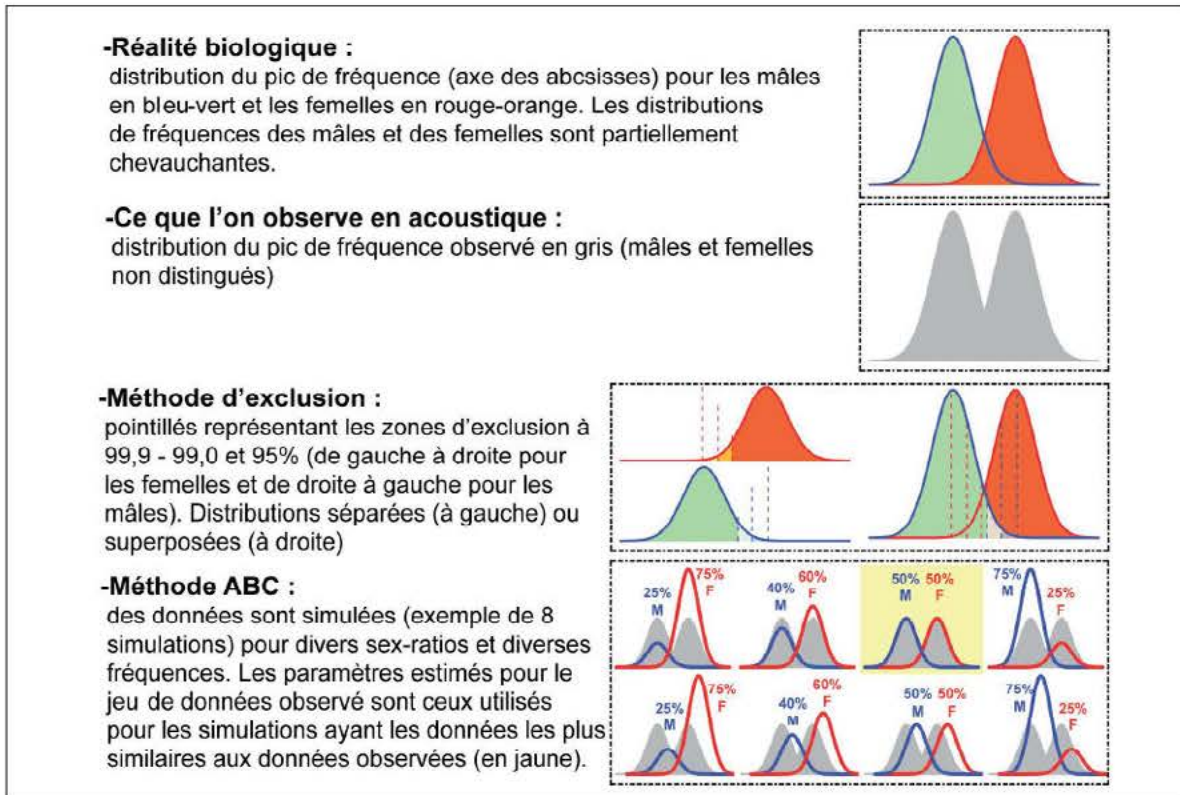 -Réalité biologique :
distribution du pic de fréquence (axe des abcsisses) pour les mâles
en bleu-vert et les femelles en rouge-orange. Les distributions
de fréquences des mâles et des femelles sont partiellement
chevauchantes.
-Ce que l'on observe en acoustique :
distribution du pic de fréquence observé en gris (mâles et femelles
non distingués)
-Méthode d'exclusion :
pointillés représentant les zones d'exclusion à
99,9 - 99,0 et 95% (de gauche à droite pour
les femelles et de droite à gauche pour les
mâles). Distributions séparées (à gauche) ou
superposées (à droite)
-Méthode ABC :
des données sont simulées (exemple de 8
simulations) pour divers sex-ratios et diverses
fréquences. Les paramètres estimés pour le
jeu de données observé sont ceux utilisés
pour les simulations ayant les données les plus
similaires aux données observées (en jaune).
25% M 75% F
40% M 60% F
50% M 50% F
75% M 25% F
25% M 75% F
40% M 60% F
50% M 50% F
75% M 25% F